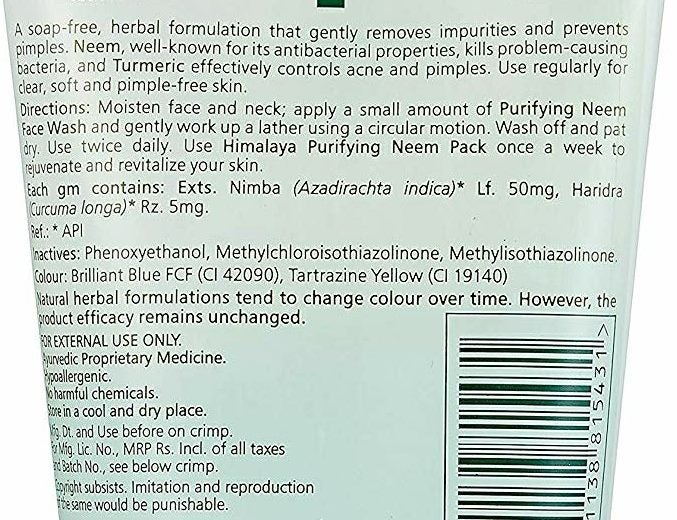 A soap-free, herbal formulation that gently removes impurities and prevents
pimples. Neem, well-known for its antibacterial properties, kills problem-causing
bacteria, and Turmeric effectively controls acne and pimples. Use regularly for
clear, soft and pimple-free skin.
Directions: Moisten face and neck; apply a small amount of Purifying Neem
Face Wash and gently work up a lather using a circular motion. Wash off and pat
dry. Use twice daily. Use Himalaya Purifying Neem Pack once a week to
rejuvenate and revitalize your skin.
Each gm contains: Exts. Nimba (Azadirachta indica)* Lf. 50mg, Haridra
(Curcuma longa)* Rz. 5mg.
Ref.: * API
Inactives: Phenoxyethanol, Methylchloroisothiazolinone, Methylisothiazolinone.
Colour: Brilliant Blue FCF (CI 42090), Tartrazine Yellow (CI 19140)
Natural herbal formulations tend to change colour over time. However, the
product efficacy remains unchanged.
FOR EXTERNAL USE ONLY.
Ayurvedic Proprietary Medicine.
Hypoallergenic.
No harmful chemicals.
Store in a cool and dry place.
Mfg. Dt. and Use before on crimp.
For Mfg. Lic. No., MRP Rs. Incl. of all taxes
and Batch No., see below crimp.
Copyright subsists. Imitation and reproduction
of the same would be punishable.
1138 815431 >